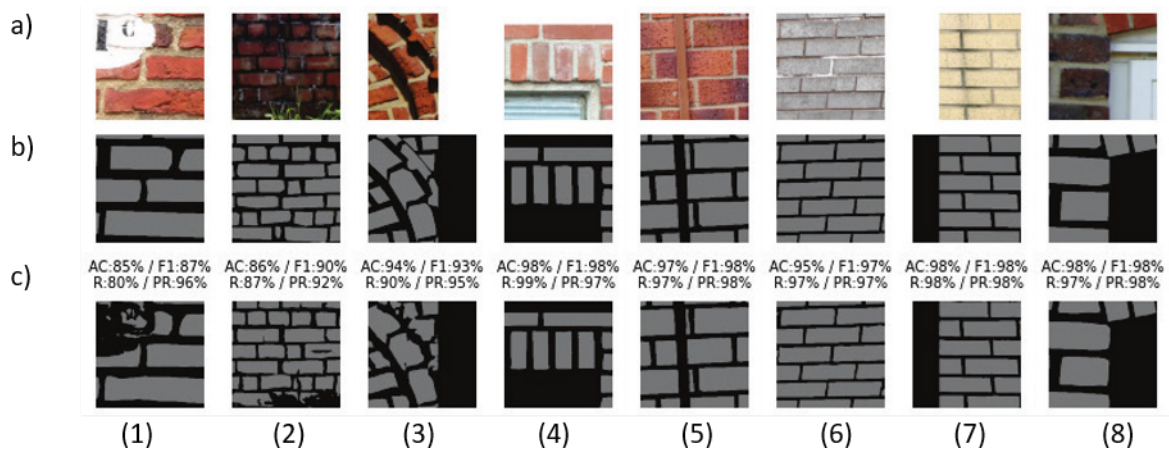 a)
C
b)
AC:85% / F1:87% AC:86% / F1:90% AC:94% / F1:93% AC:98% / F1:98% AC:97% / F1:98% AC:95% / F1:97% AC:98% / F1:98% AC:98% / F1:98%
c) R:80% / PR:96% R:87% / PR:92% R:90% / PR:95% R:99% / PR:97% R:97% / PR:98% R:97% / PR:97% R:98% / PR:98% R:97% / PR:98%
(1) (2) (3) (4) (5) (6) (7) (8)